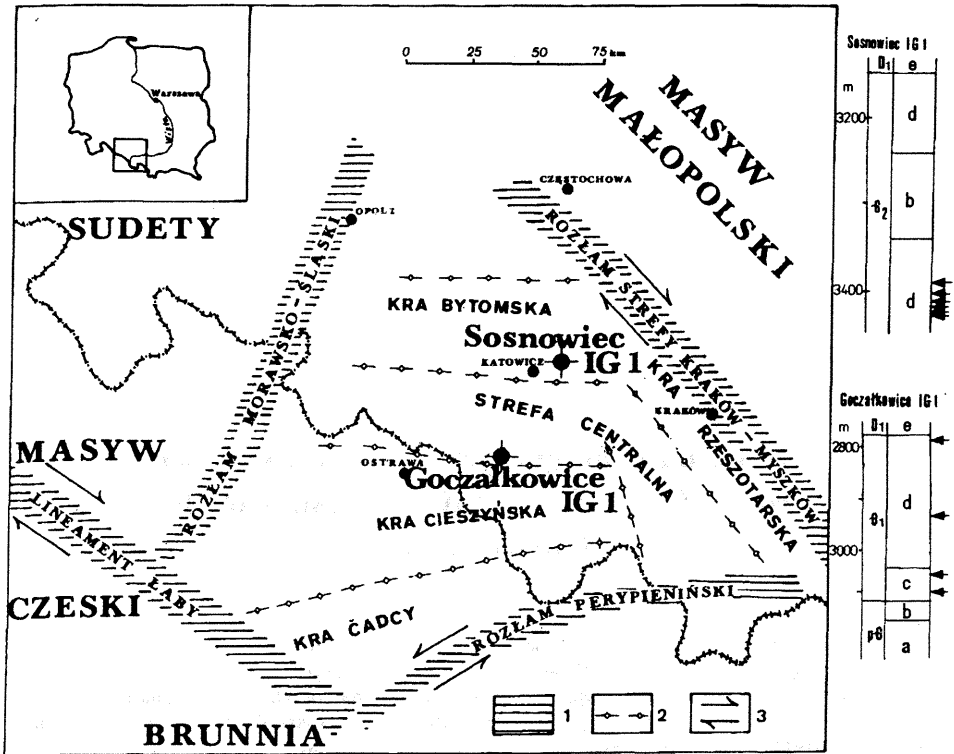 Warszawa
0 25 50 75 km
MASYW
MAŁOPOLSKI
CZĘSTOCHOWA
SUDETY
ROZŁAM MORAWSKO-ŚLĄSKI
ROZŁAM STREFY KRAKÓW - MYSZKÓW
KRA BYTOMSKA
Sosnowiec
IG 1
KATOWICE
KRAKÓW
KRA
RZESZOTARSKA
STREFA
CENTRALNA
MASYW
OSTRAWA
Goczałkowice
IG 1
KRA CIESZYŃSKA
LINEAMENT ŁABY
CZESKI
KRA ČADCY
ROZŁAM PERYPIENIŃSKI
BRUNNIA
1
2
3
Sosnowiec IG 1
D1 e
m
3200
d
b
-Є2
3400
d
Goczałkowice IG 1
m D1 e
2800
d
-Є1
3000
c
b
pЄ
a